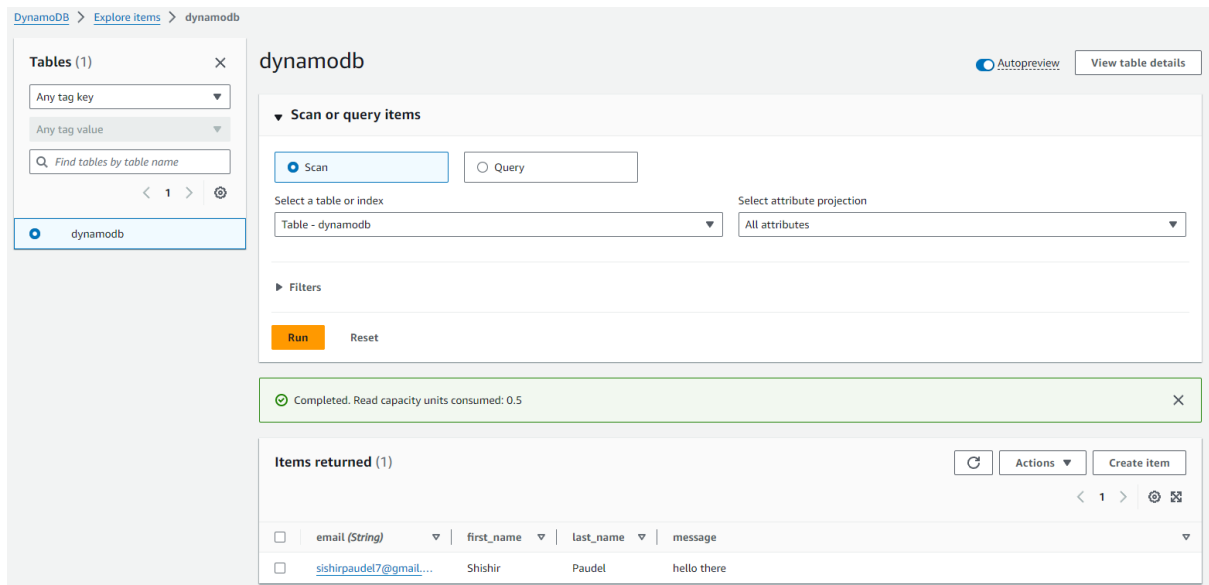 DynamoDB > Explore items > dynamodb
Tables (1)
Any tag key
Any tag value
Find tables by table name
1
dynamodb
dynamodb
Autopreview
View table details
Scan or query items
Scan Query
Select a table or index Select attribute projection
Table - dynamodb All attributes
Filters
Run Reset
Completed. Read capacity units consumed: 0.5
Items returned (1)
Actions Create item
1
email (String) first_name last_name message
sishirpaudel7@gmail.... Shishir Paudel hello there